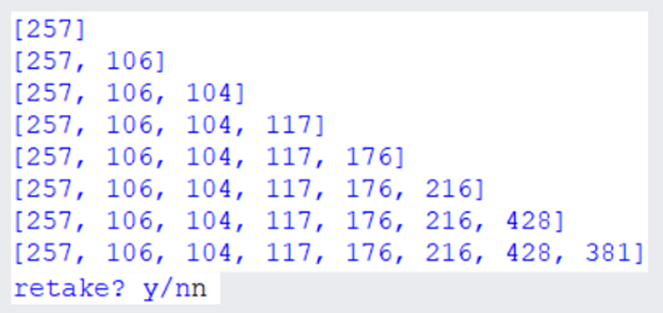 [257]
[257, 106]
[257, 106, 104]
[257, 106, 104, 117]
[257, 106, 104, 117, 176]
[257, 106, 104, 117, 176, 216]
[257, 106, 104, 117, 176, 216, 428]
[257, 106, 104, 117, 176, 216, 428, 381]
retake? y/nn